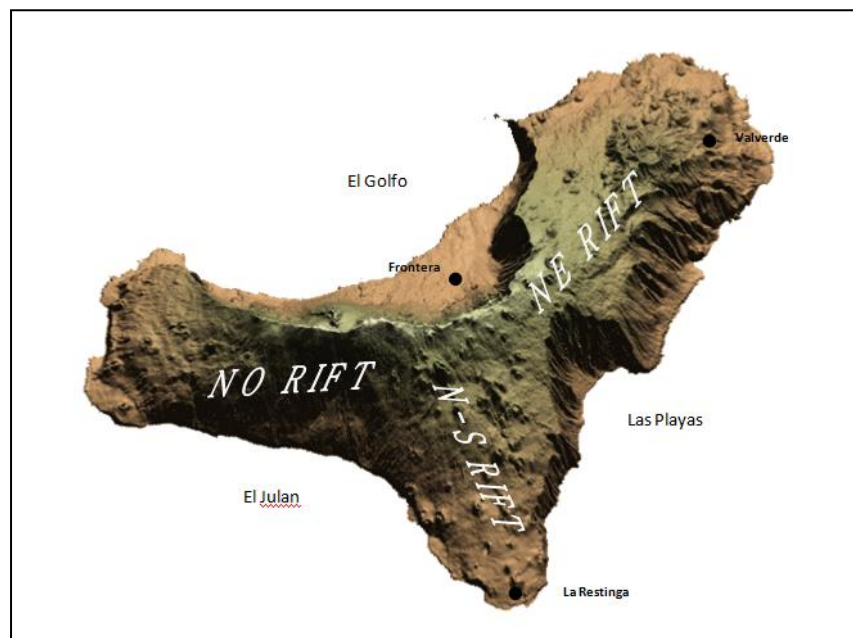 Valverde
El Golfo
Frontera
NE RIFT
NO RIFT
N-S RIFT
Las Playas
El Julan
La Restinga